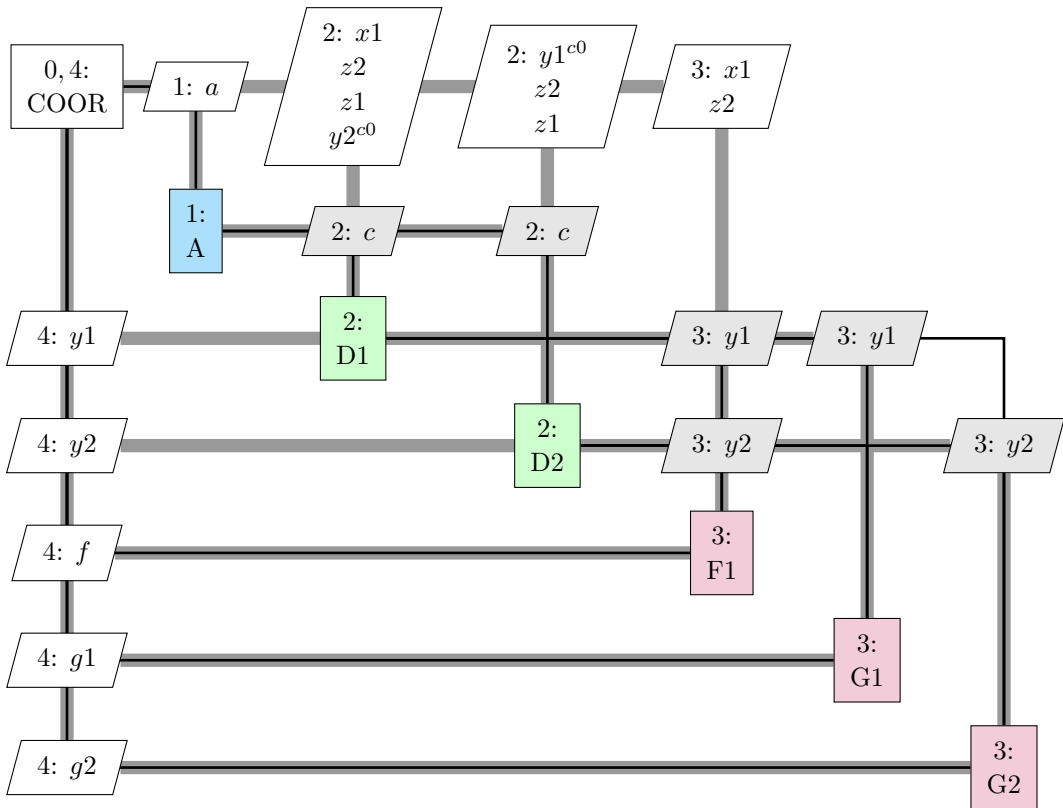 0, 4:
COOR
1: a
2: x1
z2
z1
y2^{c0}
2: y1^{c0}
z2
z1
3: x1
z2
1:
A
2: c
2: c
4: y1
2:
D1
3: y1
3: y1
4: y2
2:
D2
3: y2
3: y2
4: f
3:
F1
4: g1
3:
G1
4: g2
3:
G2